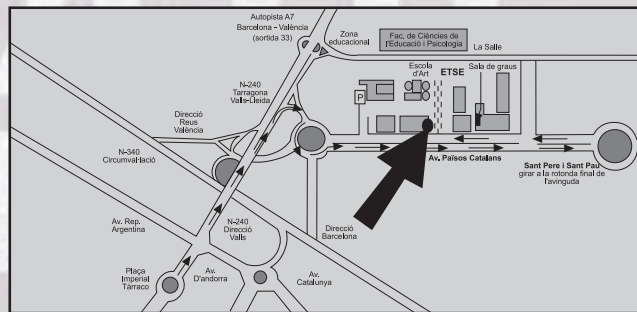 Autopista A7
Barcelona - València
(sortida 33)
Zona
educacional
Fac. de Ciències de
l'Educació i Psicologia
La Salle
Escola
d'Art
ETSE
Sala de graus
N-240
Tarragona
Valls-Lleida
P
Direcció
Reus
València
N-340
Circumval·lació
Av. Països Catalans
Sant Pere i Sant Pau
girar a la rotonda final de
l'avinguda
Av. Rep.
Argentina
N-240
Direcció
Valls
Direcció
Barcelona
Plaça
Imperial
Tàrraco
Av.
D'andorra
Av.
Catalunya